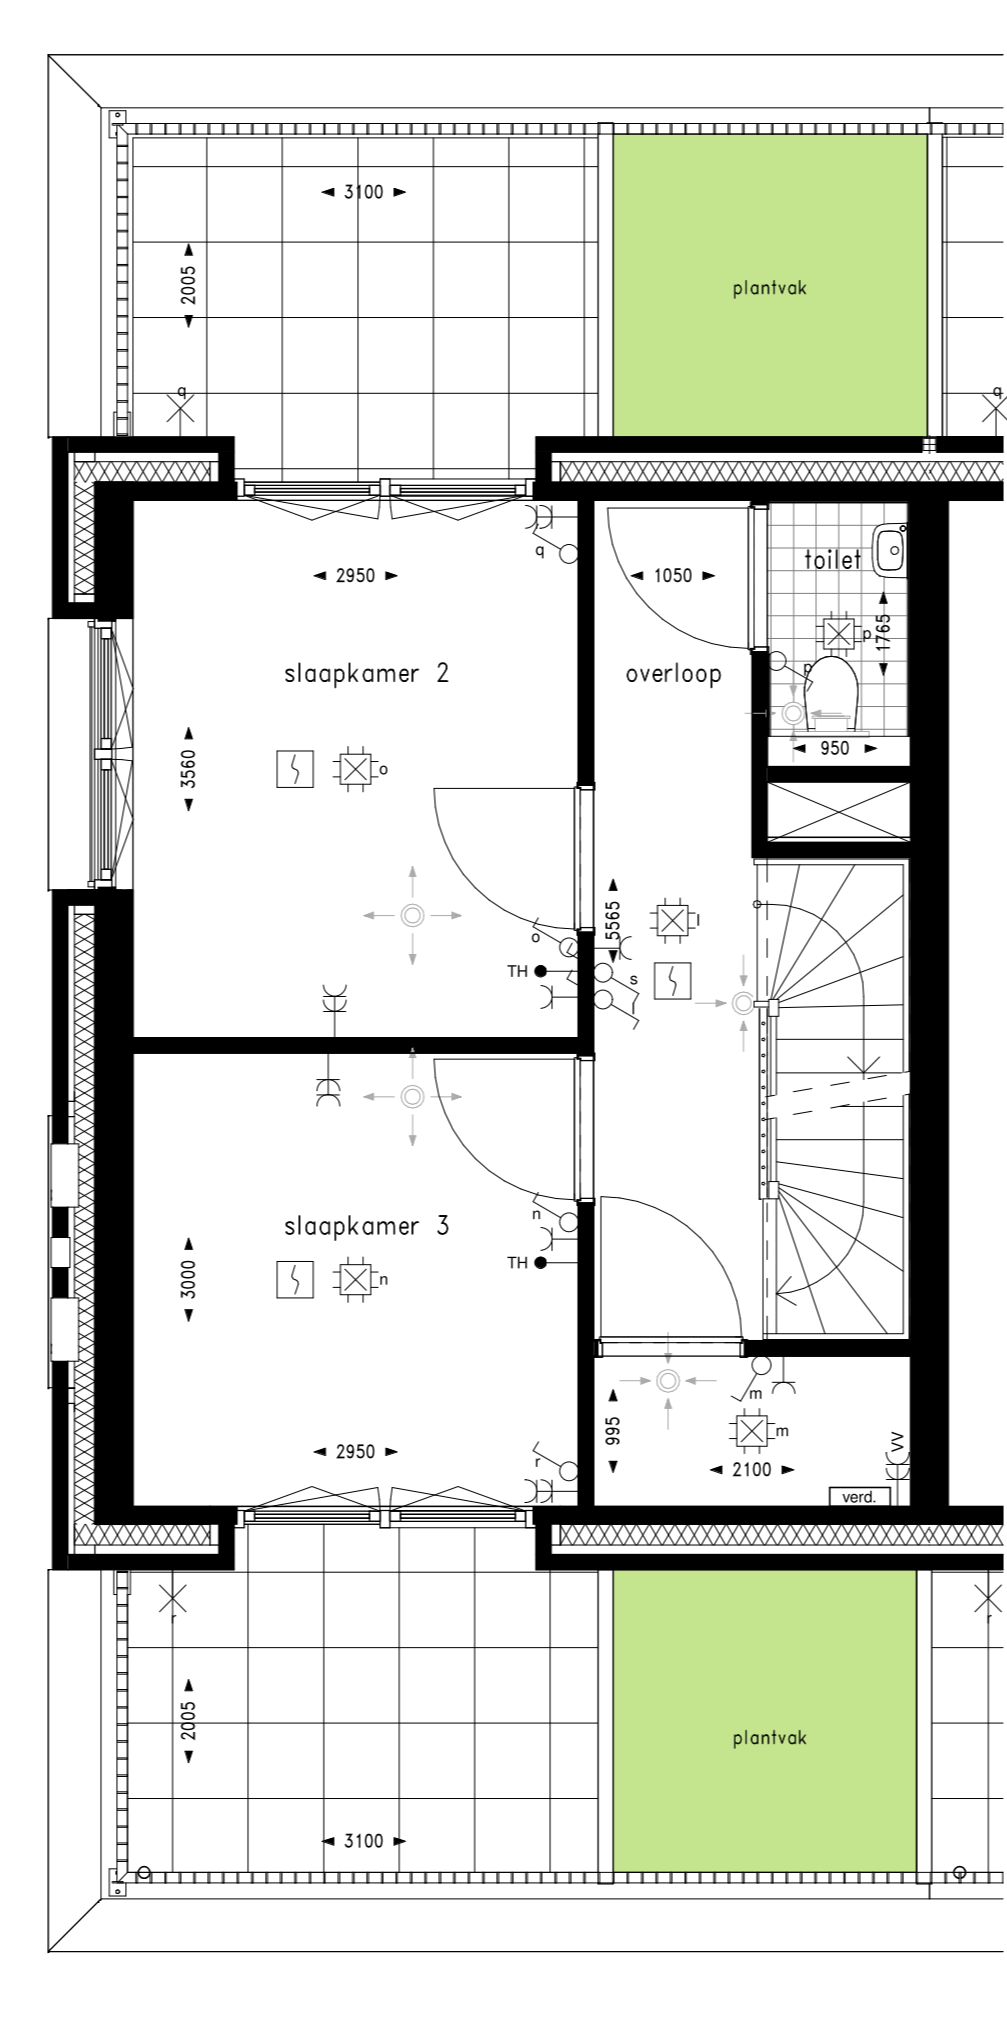 3100
2005
plantvak
q
q
q
2950
1050
toilet
1765
p
p
slaapkamer 2
overloop
950
3560
o
5565
l
o
TH
s
l
n
TH
slaapkamer 3
3000
n
m
995
m
VV
2950
r
2100
verd.
r
r
2005
plantvak
3100